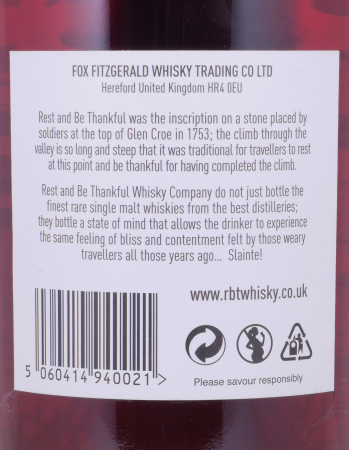 FOX FITZGERALD WHISKY TRADING CO LTD
Hereford United Kingdom HR4 0EU
Rest and Be Thankful was the inscription on a stone placed by
soldiers at the top of Glen Croe in 1753; the climb through the
valley is so long and steep that it was traditional for travellers to rest
at this point and be thankful for having completed the climb.
Rest and Be Thankful Whisky Company do not just bottle the
finest rare single malt whiskies from the best distilleries;
they bottle a state of mind that allows the drinker to experience
the same feeling of bliss and contentment felt by those weary
travellers all those years ago... Slainte!
www.rbtwhisky.co.uk
5 060414 940021 >
Please savour responsibly